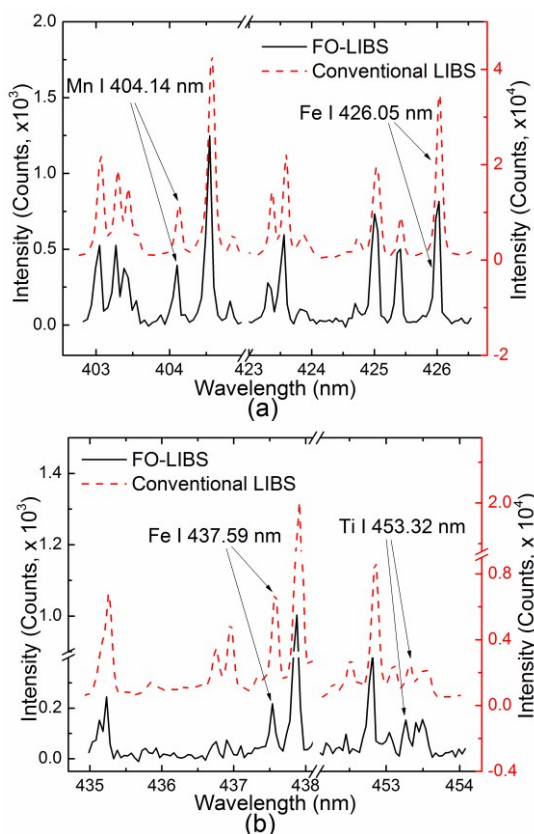 2.0
FO-LIBS
Conventional LIBS
Mn I 404.14 nm
Fe I 426.05 nm
1.5
1.0
0.5
0.0
4
2
0
-2
Intensity (Counts, x10³)
Intensity (Counts, x10⁴)
403 404 423 424 425 426
Wavelength (nm)
(a)
1.4
FO-LIBS
Conventional LIBS
Fe I 437.59 nm
Ti I 453.32 nm
1.2
1.0
0.2
0.0
2.0
0.8
0.4
0.0
-0.4
Intensity (Counts, x 10³)
Intensity (Counts, x 10⁴)
435 436 437 438 453 454
Wavelength (nm)
(b)